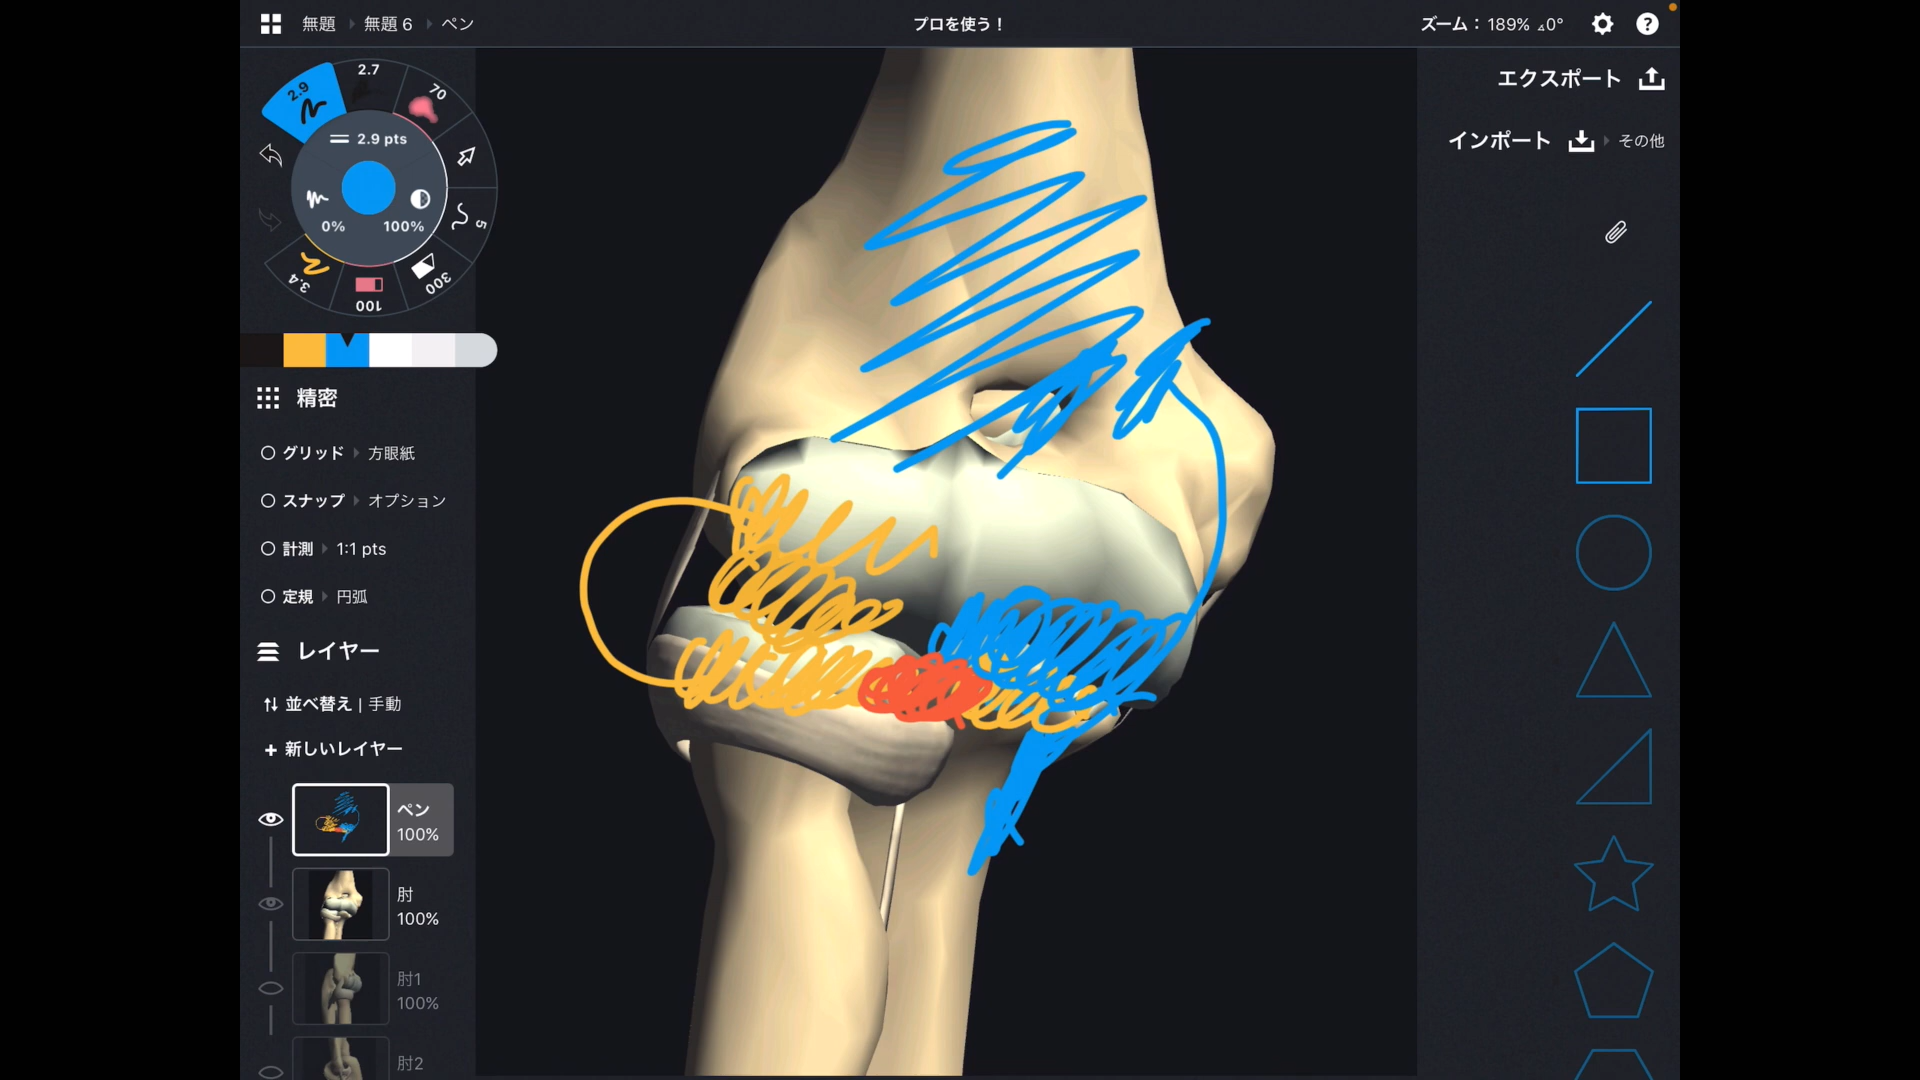 無題 無題 6 ペン
プロを使う！
ズーム：189% ⊿0°
エクスポート
インポート その他
2.9
2.7
70
5
300
100
3.4
2.9 pts
0%
100%
精密
グリッド 方眼紙
スナップ オプション
計測 1:1 pts
定規 円弧
レイヤー
並べ替え | 手動
+ 新しいレイヤー
ペン
100%
肘
100%
肘1
100%
肘2